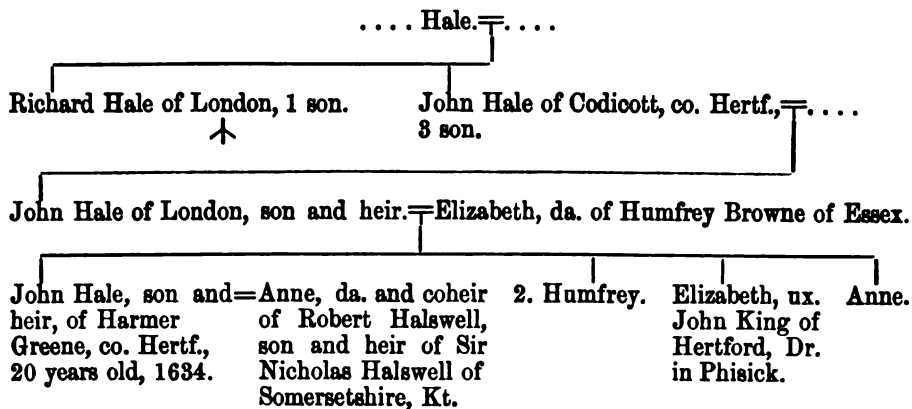 .... Hale.=....
Richard Hale of London, 1 son.
John Hale of Codicott, co. Hertf.,=....
3 son.
John Hale of London, son and heir.=Elizabeth, da. of Humfrey Browne of Essex.
John Hale, son and=
heir, of Harmer
Greene, co. Hertf.,
20 years old, 1634.
Anne, da. and coheir
of Robert Halswell,
son and heir of Sir
Nicholas Halswell of
Somersetshire, Kt.
2. Humfrey.
Elizabeth, ux.
John King of
Hertford, Dr.
in Phisick.
Anne.